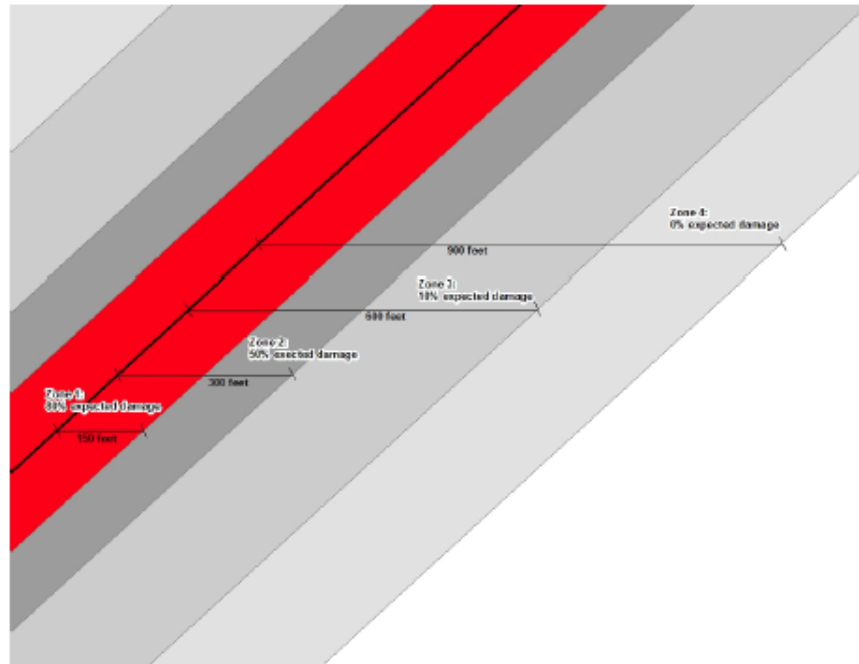 Zone 4:
0% expected damage
900 feet
Zone 3:
10% expected damage
600 feet
Zone 2:
50% exected damage
300 feet
Zone 1:
80% expected damage
150 feet